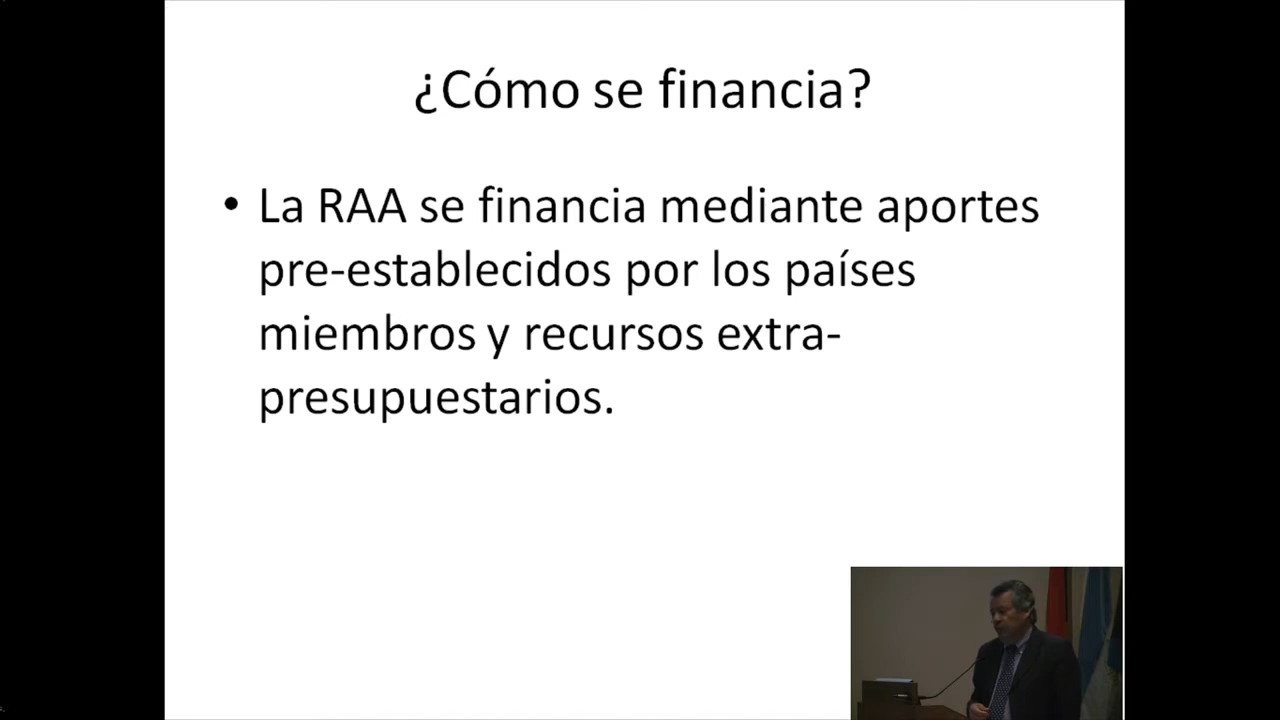 ¿Cómo se financia?
• La RAA se financia mediante aportes
pre-establecidos por los países
miembros y recursos extra-
presupuestarios.